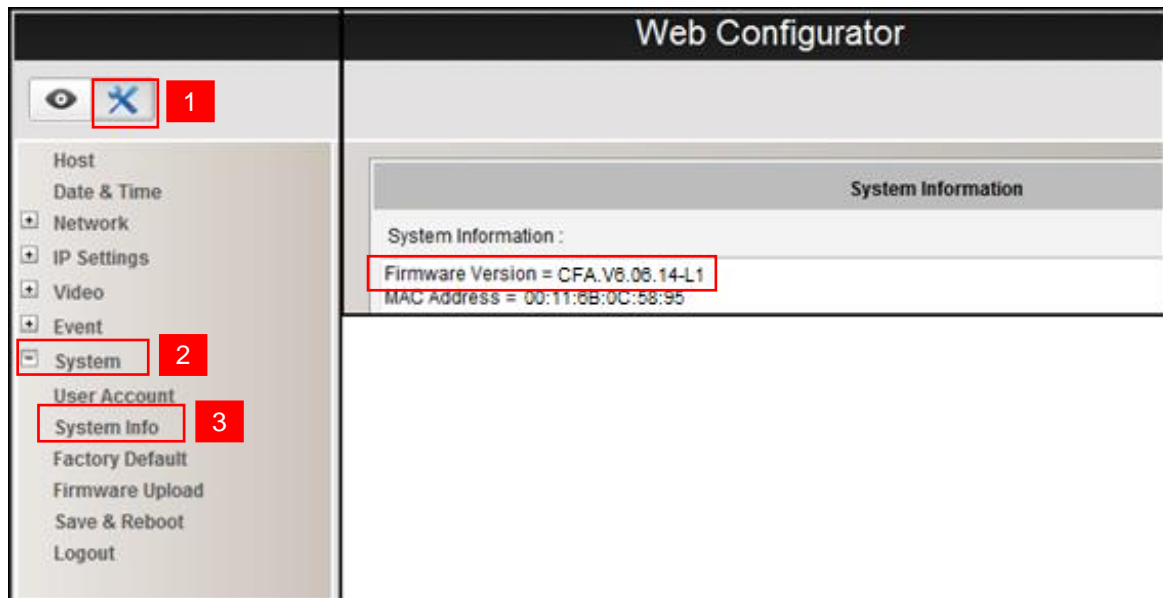 Web Configurator
1
Host
Date & Time
Network
IP Settings
Video
Event
System
2
User Account
System Info
3
Factory Default
Firmware Upload
Save & Reboot
Logout
System Information
System Information :
Firmware Version = CFA.V6.06.14-L1
MAC Address = 00:11:6B:0C:58:95